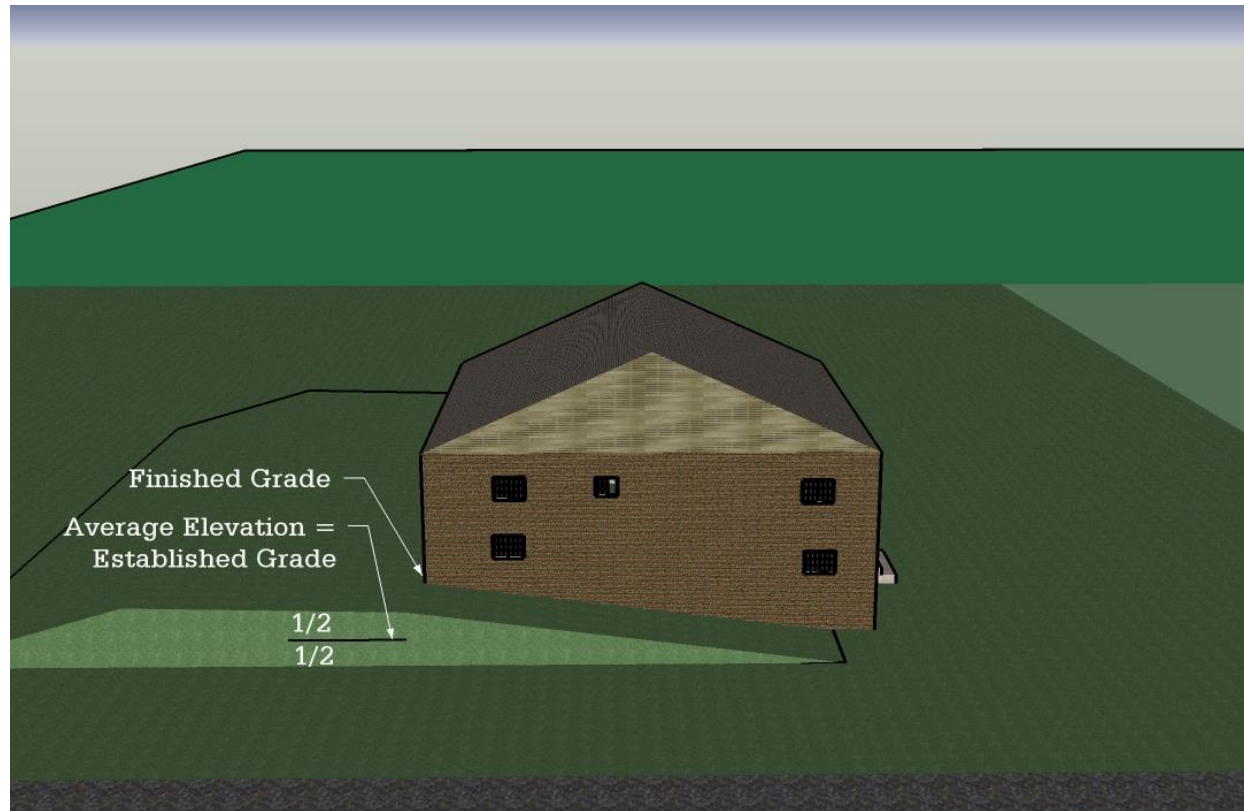 Finished Grade
Average Elevation =
Established Grade
1/2
1/2